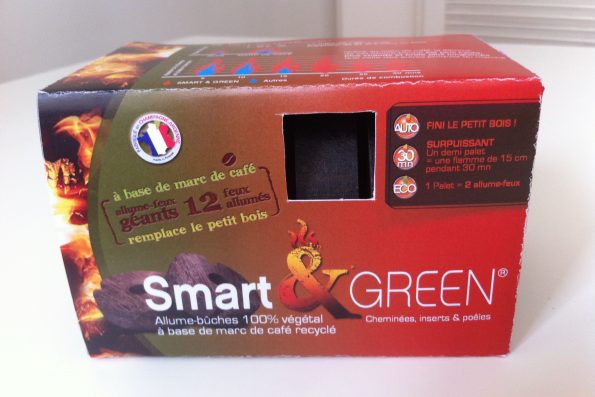 SMART & GREEN
Autres
Durée de combustion
à base de marc de café
allume-feux
géants
12
feux
allumés
remplace le petit bois
AUTO
FINI LE PETIT BOIS !
30
mn
SURPUISSANT
Un demi palet
= une flamme de 15 cm
pendant 30 mn
ECO
1 Palet = 2 allume-feux
Smart & GREEN®
Allume-bûches 100% végétal
à base de marc de café recyclé
Cheminées, inserts & poêles